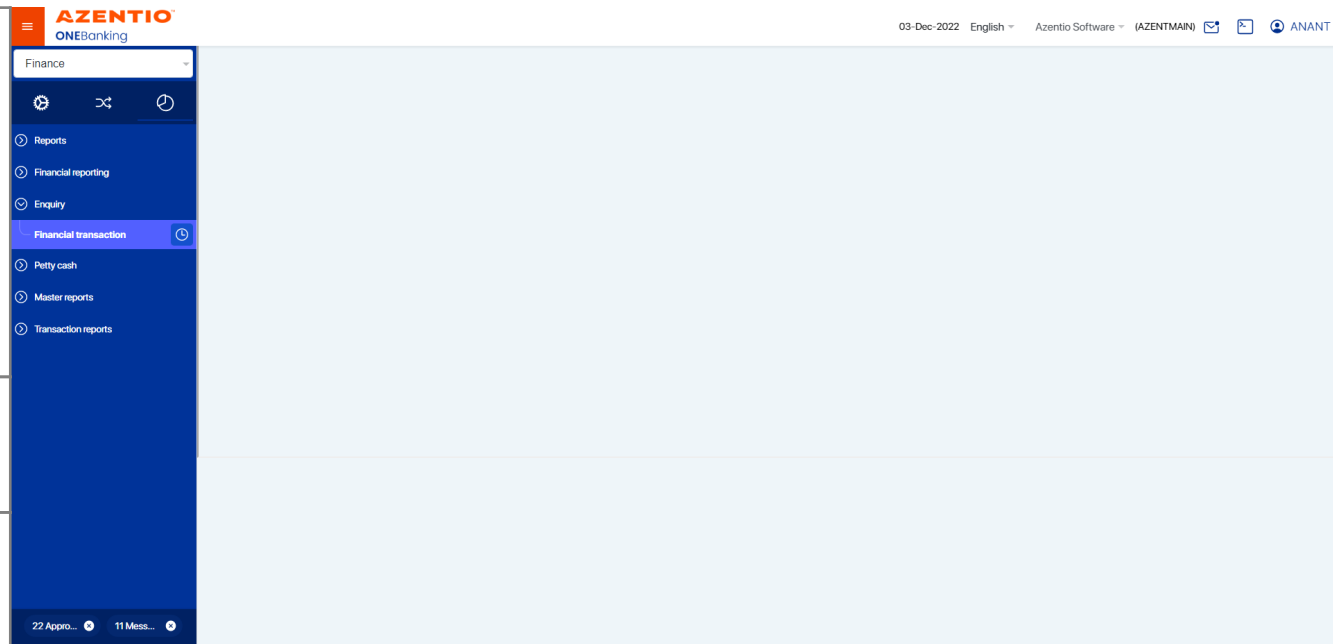 AZENTIO
ONEBanking
03-Dec-2022 English Azentio Software (AZENTMAIN) ANANT
Finance
Reports
Financial reporting
Enquiry
Financial transaction
Petty cash
Master reports
Transaction reports
22 Appro... 11 Mess...